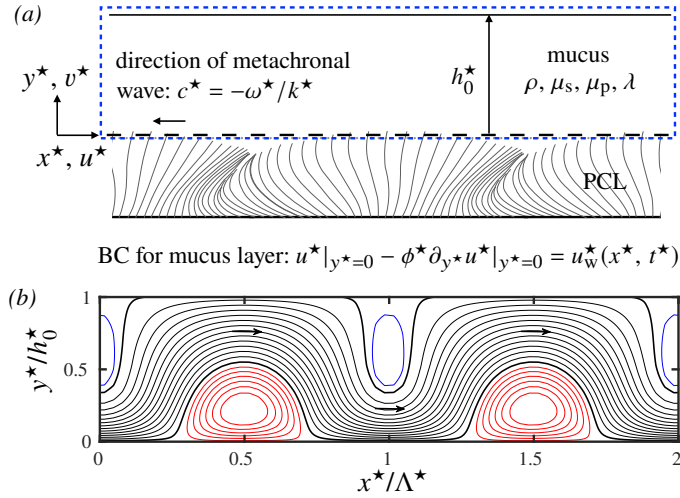 (a)
direction of metachronal
wave: c★ = −ω★/k★
mucus
ρ, μs, μp, λ
h0★
y★, v★
x★, u★
PCL
BC for mucus layer: u★|y★=0 − ϕ★∂y★u★|y★=0 = uw★(x★, t★)
(b)
1
0.5
0
y★/h0★
0 0.5 1 1.5 2
x★/Λ★